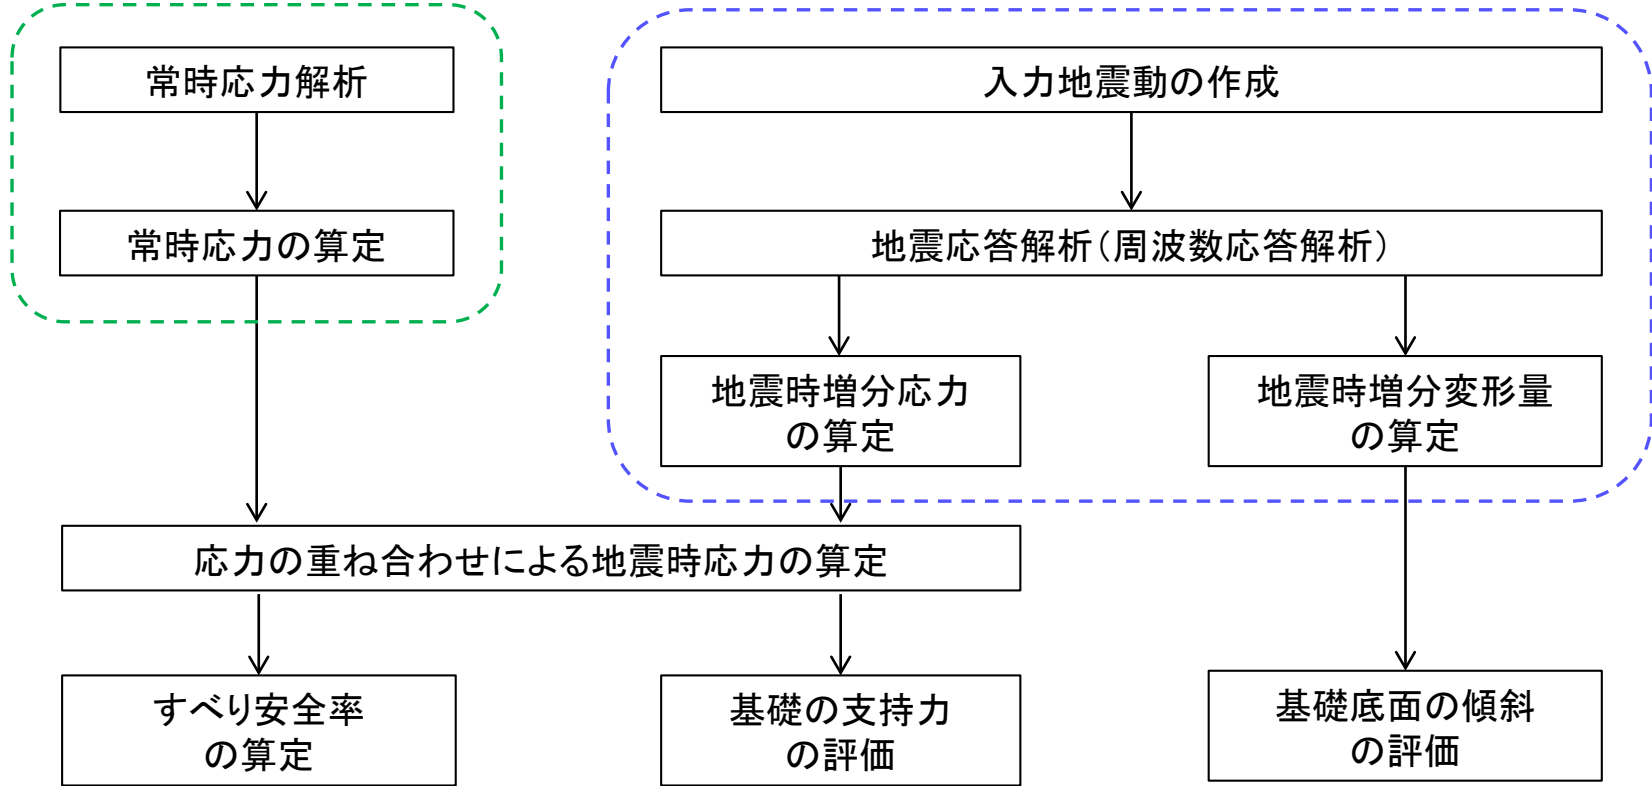 常時応力解析
入力地震動の作成
常時応力の算定
地震応答解析(周波数応答解析)
地震時増分応力
の算定
地震時増分変形量
の算定
応力の重ね合わせによる地震時応力の算定
すべり安全率
の算定
基礎の支持力
の評価
基礎底面の傾斜
の評価